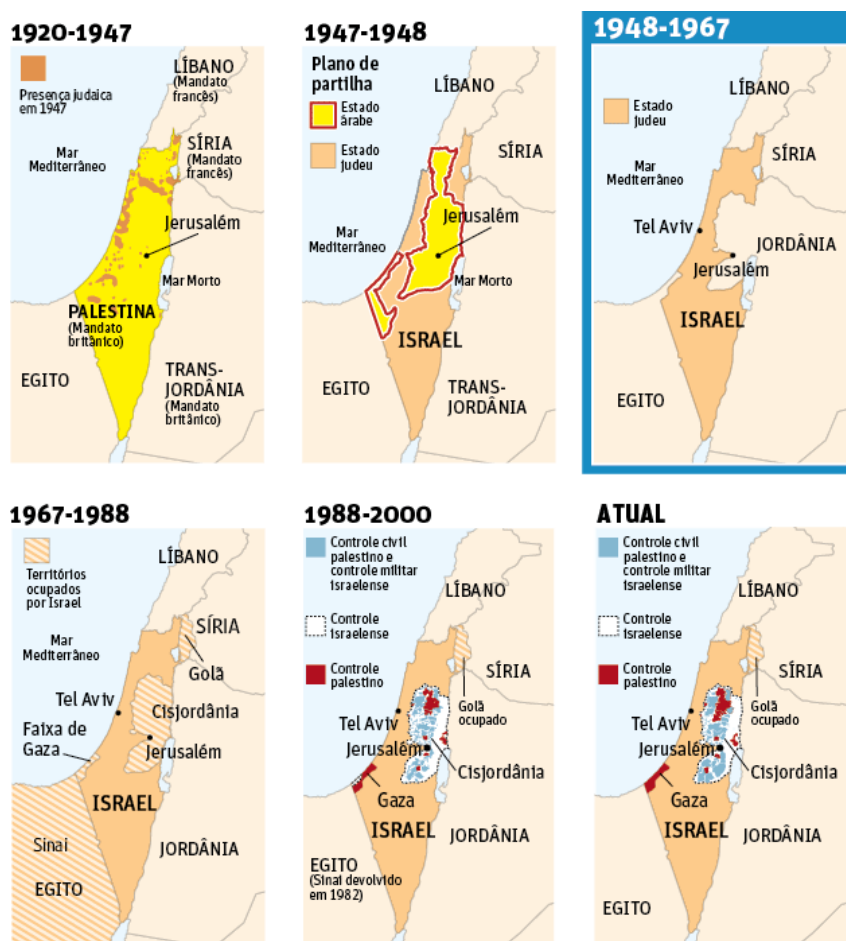 1920-1947
Presença judaica
em 1947
LÍBANO
(Mandato
francês)
SÍRIA
(Mandato
francês)
Mar
Mediterrâneo
Jerusalém
Mar Morto
PALESTINA
(Mandato
britânico)
EGITO
TRANS-
JORDÂNIA
(Mandato
britânico)
1947-1948
Plano de
partilha
Estado
árabe
Estado
judeu
LÍBANO
SÍRIA
Jerusalém
Mar
Mediterrâneo
Mar Morto
ISRAEL
EGITO
TRANS-
JORDÂNIA
1948-1967
Estado
judeu
LÍBANO
SÍRIA
Mar
Mediterrâneo
Tel Aviv
JORDÂNIA
Jerusalém
ISRAEL
EGITO
1967-1988
Territórios
ocupados
por Israel
LÍBANO
SÍRIA
Mar
Mediterrâneo
Golã
Tel Aviv
Cisjordânia
Faixa de
Gaza
Jerusalém
ISRAEL
Sinai
JORDÂNIA
EGITO
1988-2000
Controle civil
palestino e
controle militar
israelense
Controle
israelense
Controle
palestino
LÍBANO
SÍRIA
Golã
ocupado
Tel Aviv
Jerusalém
Cisjordânia
Gaza
ISRAEL
JORDÂNIA
EGITO
(Sinai devolvido
em 1982)
ATUAL
Controle civil
palestino e
controle militar
israelense
Controle
israelense
Controle
palestino
LÍBANO
SÍRIA
Golã
ocupado
Tel Aviv
Jerusalém
Cisjordânia
Gaza
ISRAEL
JORDÂNIA
EGITO